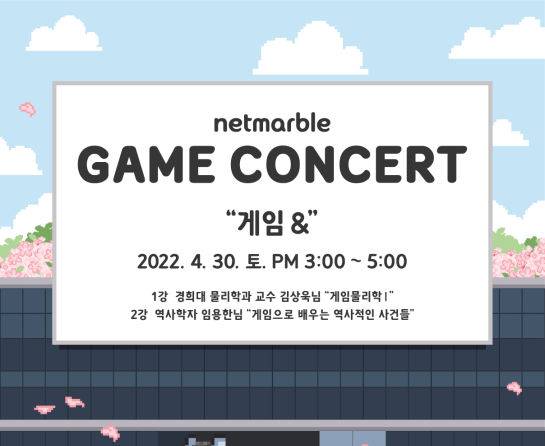 netmarble
GAME CONCERT
“게임 &”
2022. 4. 30. 토. PM 3:00 ~ 5:00
1강 경희대 물리학과 교수 김상욱님 “게임물리학 I ”
2강 역사학자 임용한님 “게임으로 배우는 역사적인 사건들”